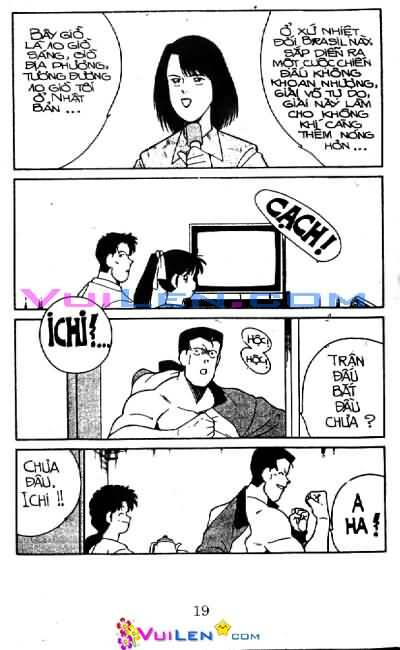 BÂY GIỜ
LÀ 10 GIỜ
SÁNG, GIỜ
ĐỊA PHƯƠNG,
TƯƠNG ĐƯƠNG
10 GIỜ TỐI
Ở NHẬT
BẢN ...
Ở XỨ NHIỆT
ĐỚI BRASIL NÀY.
SẮP DIỄN RA
MỘT CUỘC CHIẾN
ĐẤU KHÔNG
KHOAN NHƯỢNG,
GIẢI VÕ TỰ DO,
GIẢI NÀY LÀM
CHO KHÔNG
KHÍ CÀNG
THÊM NÓNG
HƠN ...
CẠCH!
VUILEN.COM
ICHI!...
HỘC!
HỘC!
TRẬN
ĐẤU
BẮT
ĐẦU
CHƯA ?
CHƯA
ĐÂU.
ICHI !!
A
HA!
19
VUILEN.COM